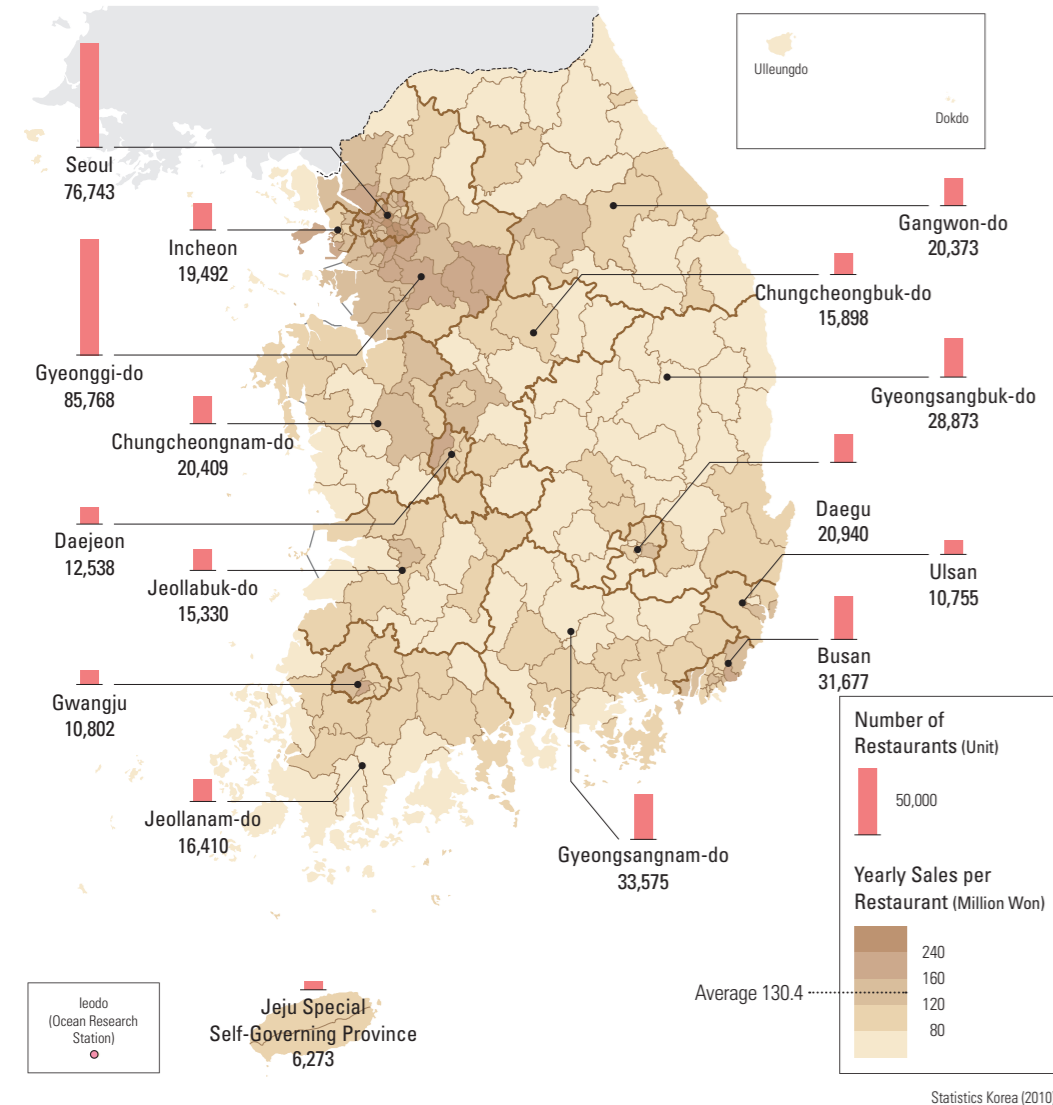 Ulleungdo
Dokdo
Seoul
76,743
Incheon
19,492
Gyeonggi-do
85,768
Chungcheongnam-do
20,409
Daejeon
12,538
Jeollabuk-do
15,330
Gwangju
10,802
Jeollanam-do
16,410
Gangwon-do
20,373
Chungcheongbuk-do
15,898
Gyeongsangbuk-do
28,873
Daegu
20,940
Ulsan
10,755
Busan
31,677
Gyeongsangnam-do
33,575
Jeju Special
Self-Governing Province
6,273
Ieodo
(Ocean Research
Station)
Number of
Restaurants (Unit)
50,000
Yearly Sales per
Restaurant (Million Won)
240
160
Average 130.4
120
80
Statistics Korea (2010)